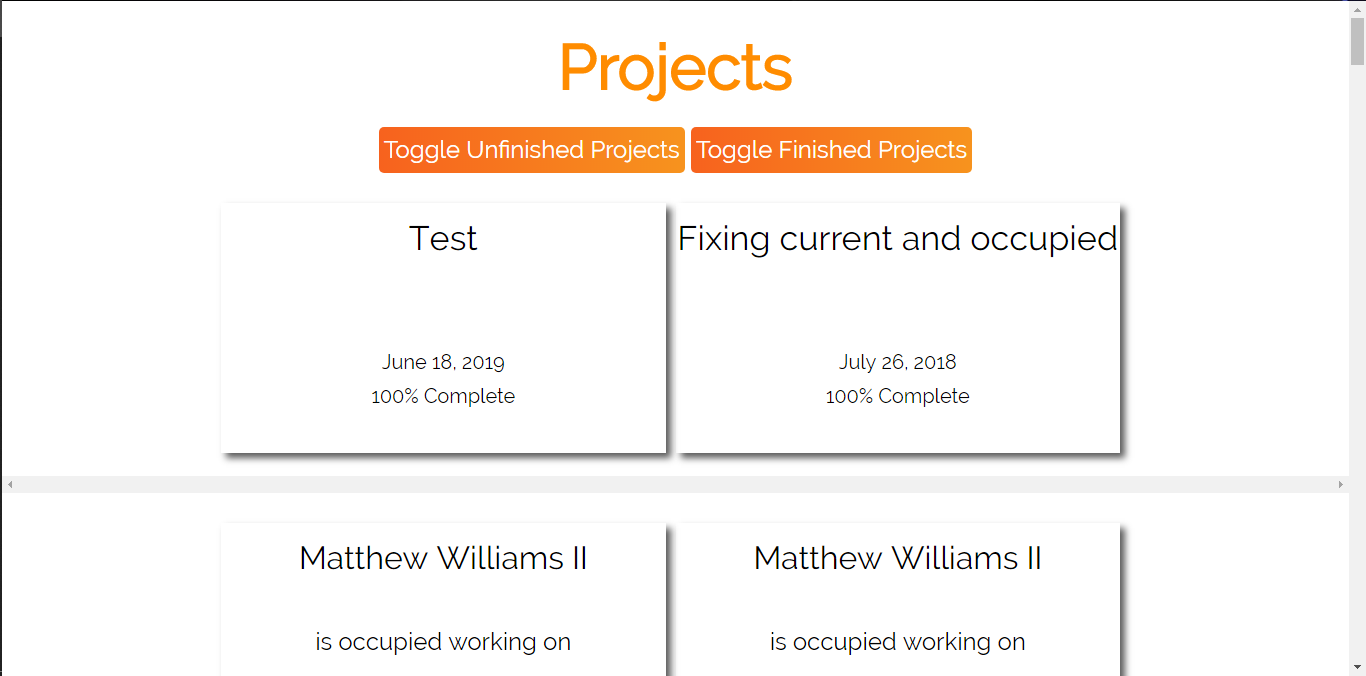 Projects
Toggle Unfinished Projects Toggle Finished Projects
Test
Fixing current and occupied
June 18, 2019
100% Complete
July 26, 2018
100% Complete
Matthew Williams II
is occupied working on
Matthew Williams II
is occupied working on